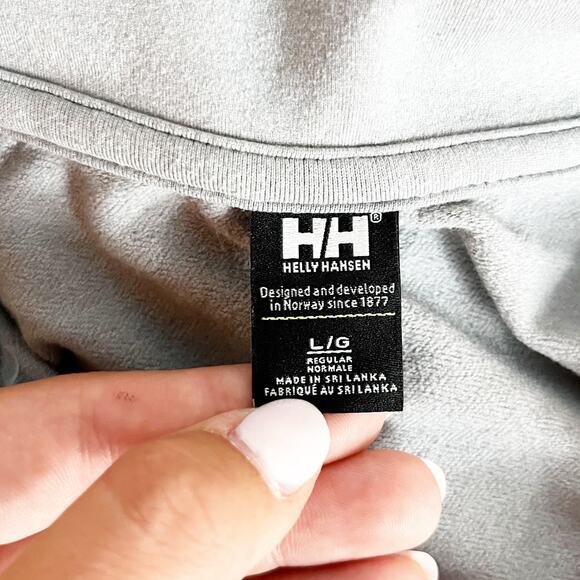 H/H®
HELLY HANSEN
Designed and developed
in Norway since 1877
L/G
REGULAR
NORMALE
MADE IN SRI LANKA
FABRIQUÉ AU SRI LANKA